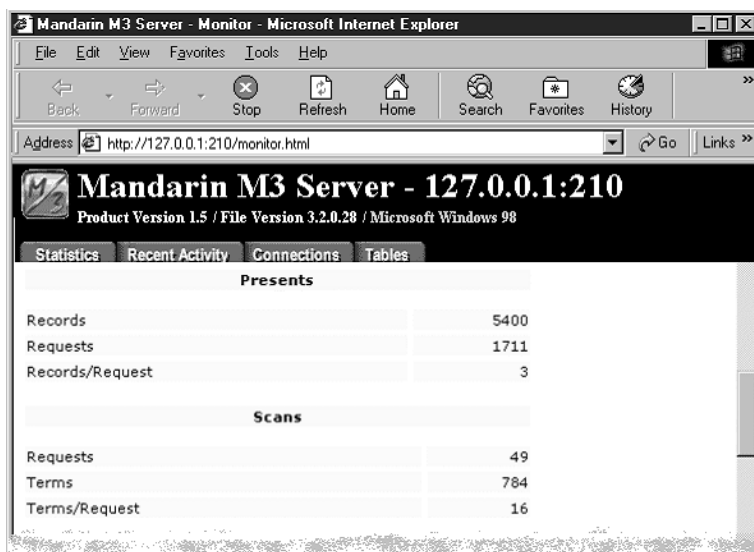 Mandarin M3 Server - Monitor - Microsoft Internet Explorer
File Edit View Favorites Tools Help
Back Forward Stop Refresh Home Search Favorites History »
Address http://127.0.0.1:210/monitor.html Go Links »
M/3 Mandarin M3 Server - 127.0.0.1:210
Product Version 1.5 / File Version 3.2.0.28 / Microsoft Windows 98
Statistics Recent Activity Connections Tables
Presents
Records 5400
Requests 1711
Records/Request 3
Scans
Requests 49
Terms 784
Terms/Request 16